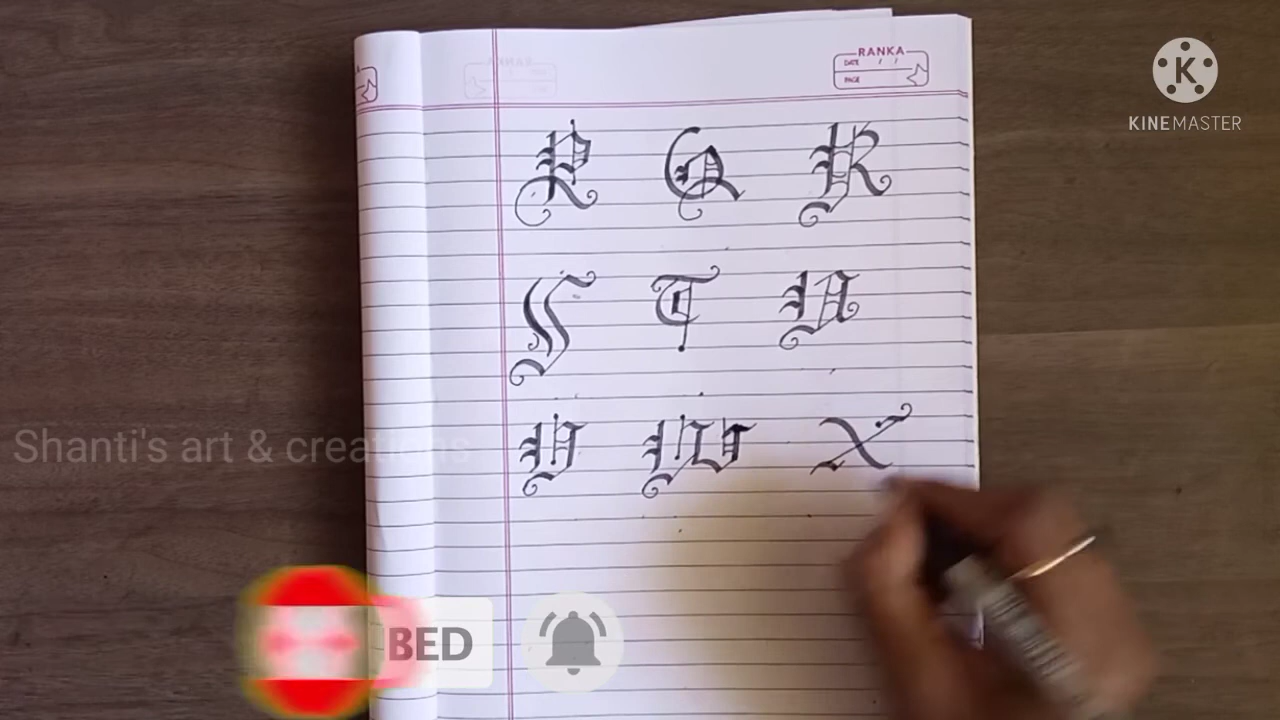 RANKA
DATE / /
PAGE
KINEMASTER
P Q R
S T U
Shanti's art & creations
V W X
BED